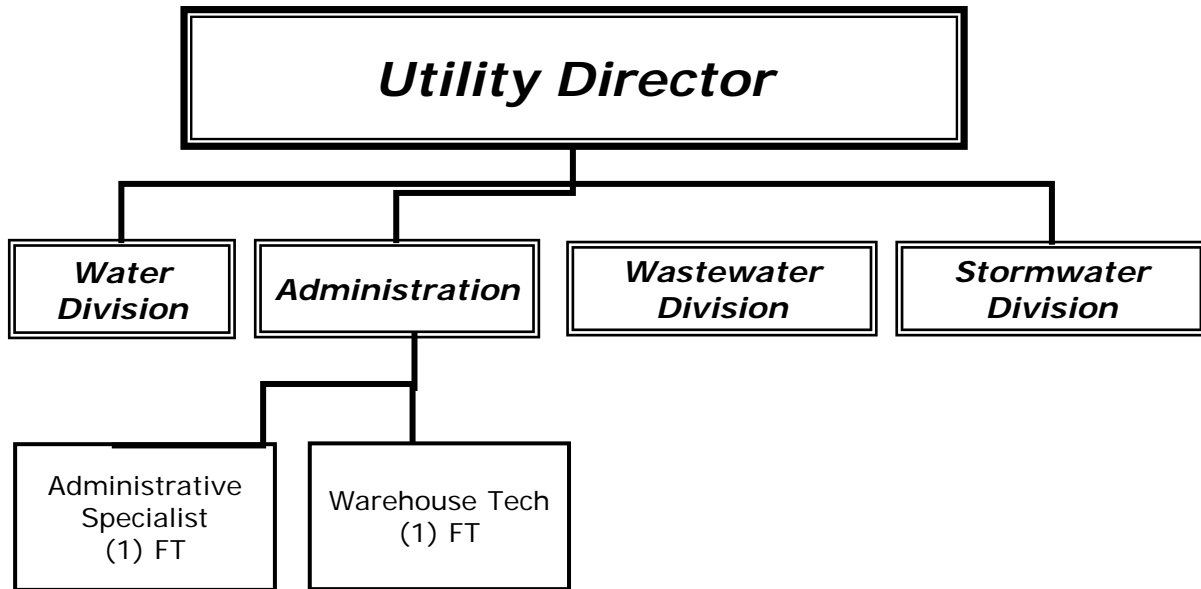 Utility Director
Water
Division
Administration
Wastewater
Division
Stormwater
Division
Administrative
Specialist
(1) FT
Warehouse Tech
(1) FT